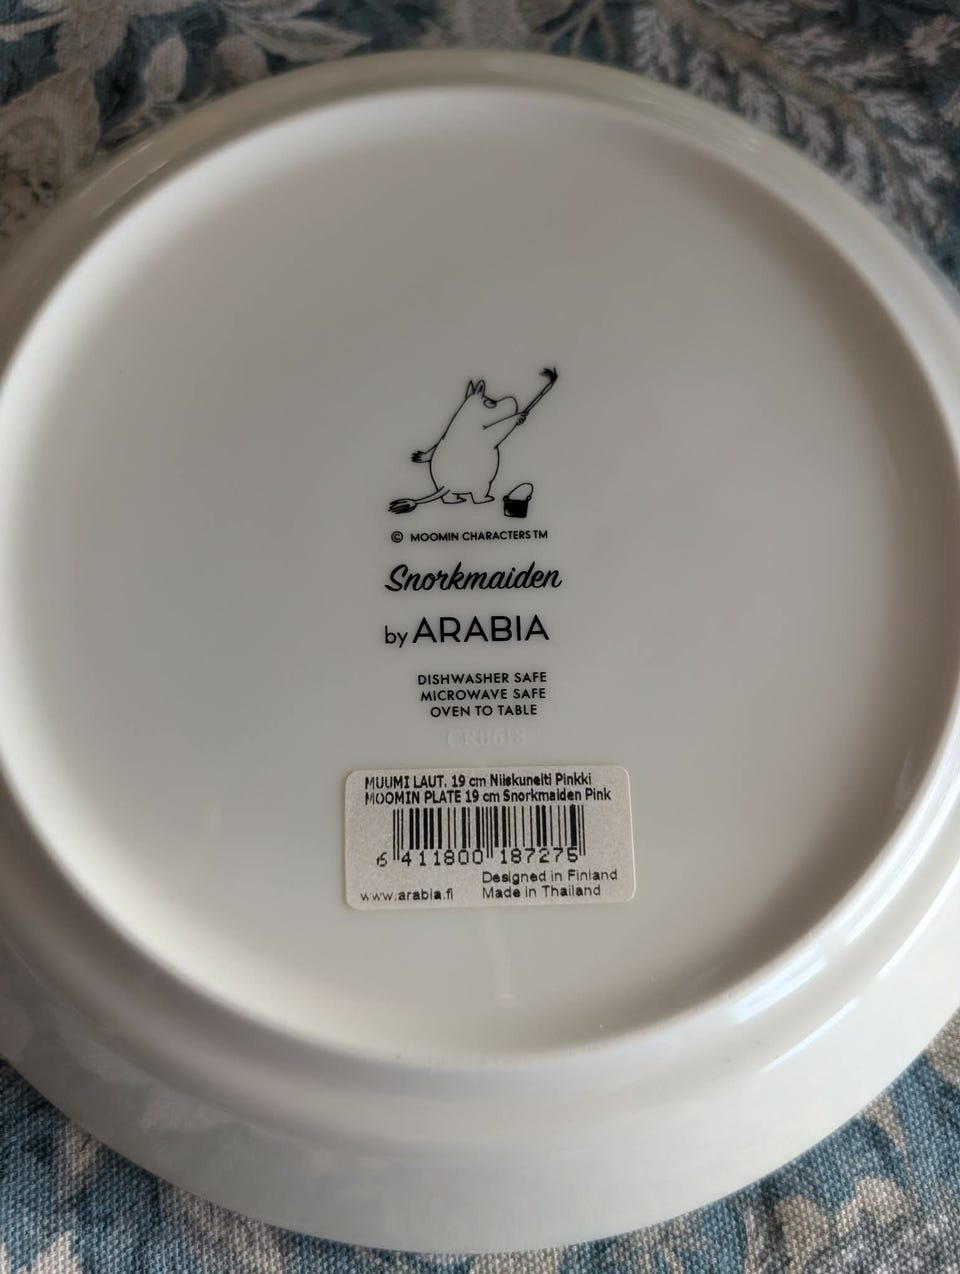 © MOOMIN CHARACTERS TM
Snorkmaiden
by ARABIA
DISHWASHER SAFE
MICROWAVE SAFE
OVEN TO TABLE
CR0618
MUUMI LAUT. 19 cm Niiskuneiti Pinkki
MOOMIN PLATE 19 cm Snorkmaiden Pink
6 411800 187275
Designed in Finland
www.arabia.fi Made in Thailand